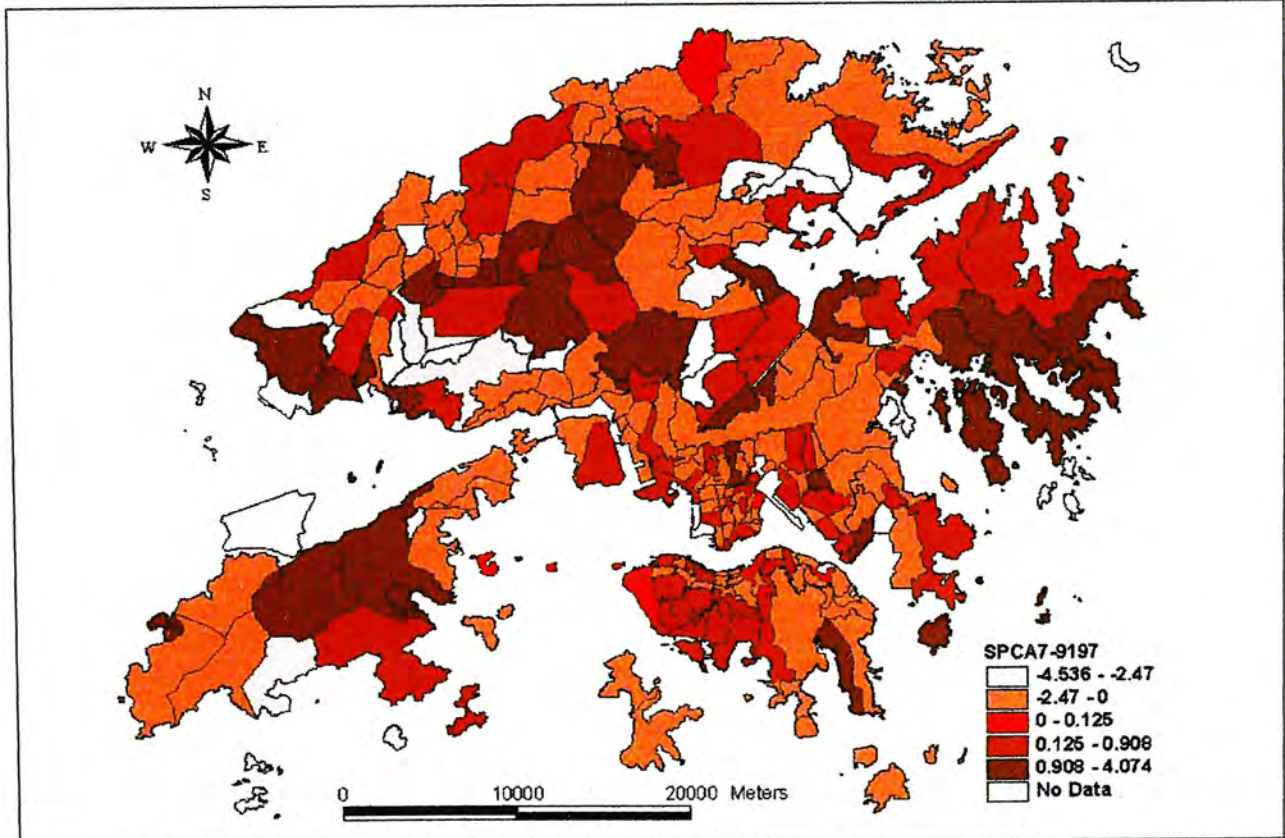 N
W E
S
SPCA7-9197
-4.536 - -2.47
-2.47 - 0
0 - 0.125
0.125 - 0.908
0.908 - 4.074
No Data
0 10000 20000 Meters